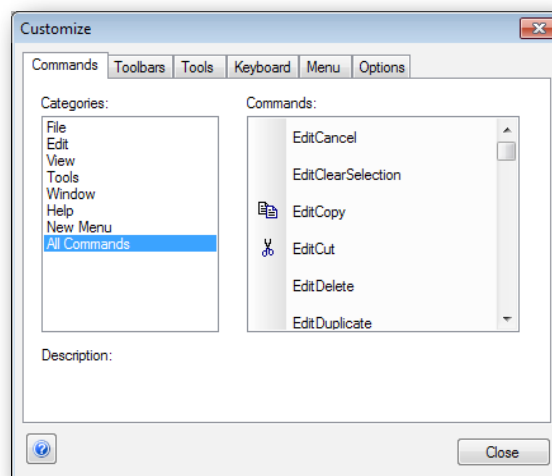 Customize
Commands Toolbars Tools Keyboard Menu Options
Categories:
File
Edit
View
Tools
Window
Help
New Menu
All Commands
Commands:
EditCancel
EditClearSelection
EditCopy
EditCut
EditDelete
EditDuplicate
Description:
?
Close